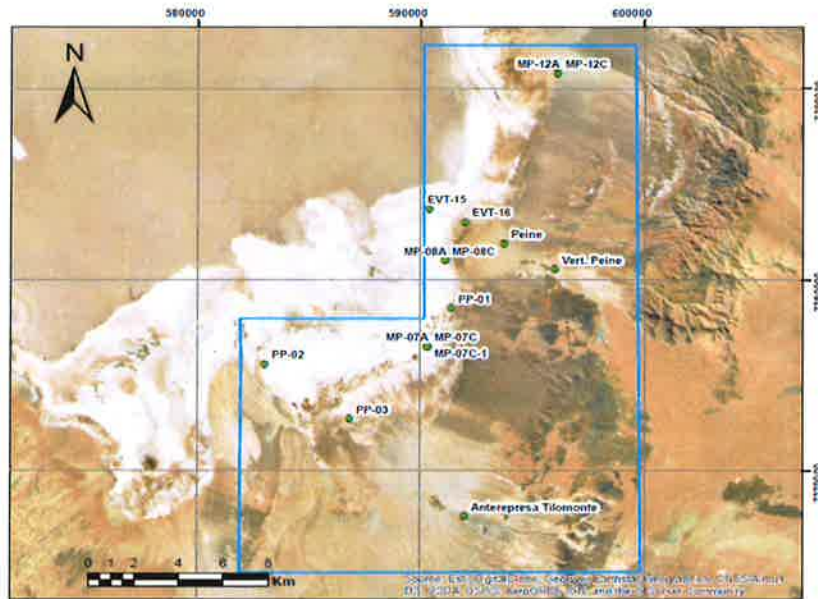 580000 590000 600000
N
MP-12A MP-12C
EVT-15
EVT-16
Peine
MP-08A MP-08C
Vert. Peine
PP-01
MP-07A MP-07C
MP-07C-1
PP-02
PP-03
Anterepresa Tilomonte
0 1 2 4 6 8
Km